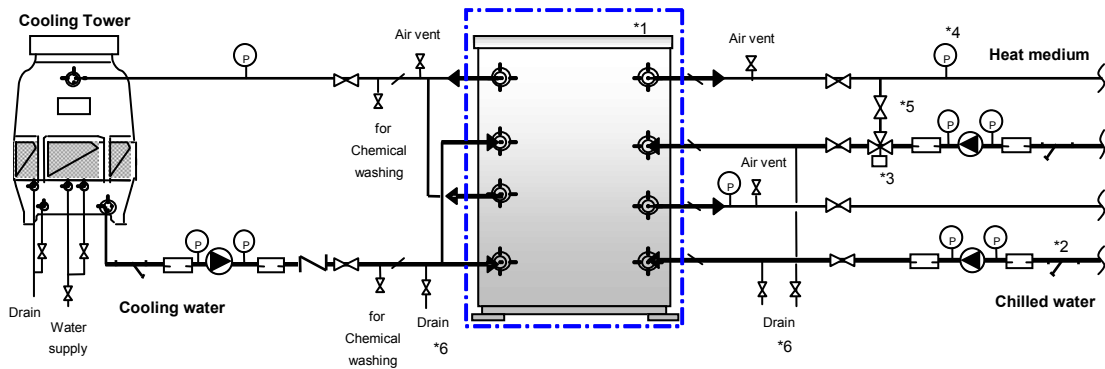 Cooling Tower
*1
*4
Air vent
Air vent
Heat medium
P
P
*5
for
Chemical
washing
P
P
*3
Air vent
P
P
P
P
P
*2
Cooling water
Chilled water
Drain
Water
supply
for
Chemical
washing
Drain
*6
Drain
*6